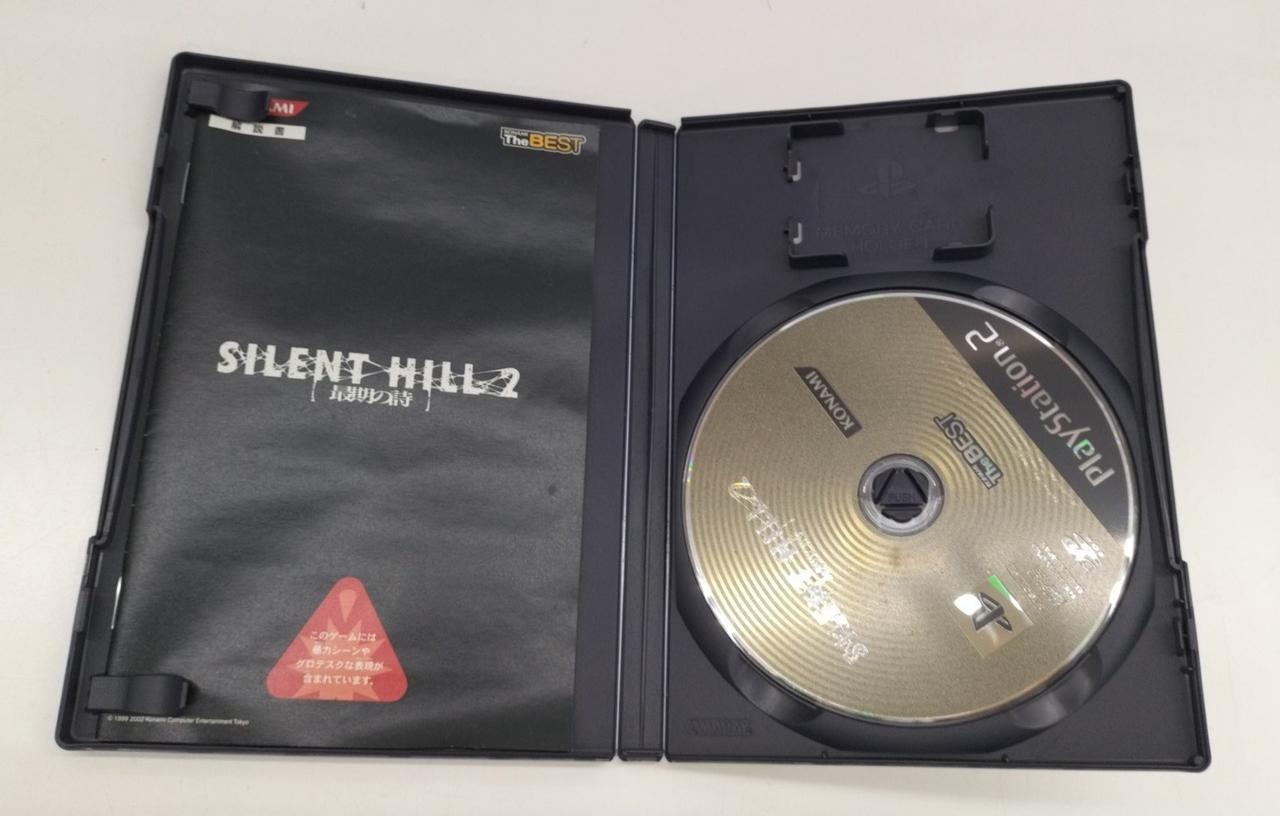 解説書
KONAMI
The BEST
SILENT HILL 2
[最期の詩]
このゲームには
暴力シーンや
グロテスクな表現が
含まれています。
© 1999 2002 Konami Computer Entertainment Tokyo
MEMORY CARD
HOLDER
PlayStation®2
KONAMI
The BEST
PUSH